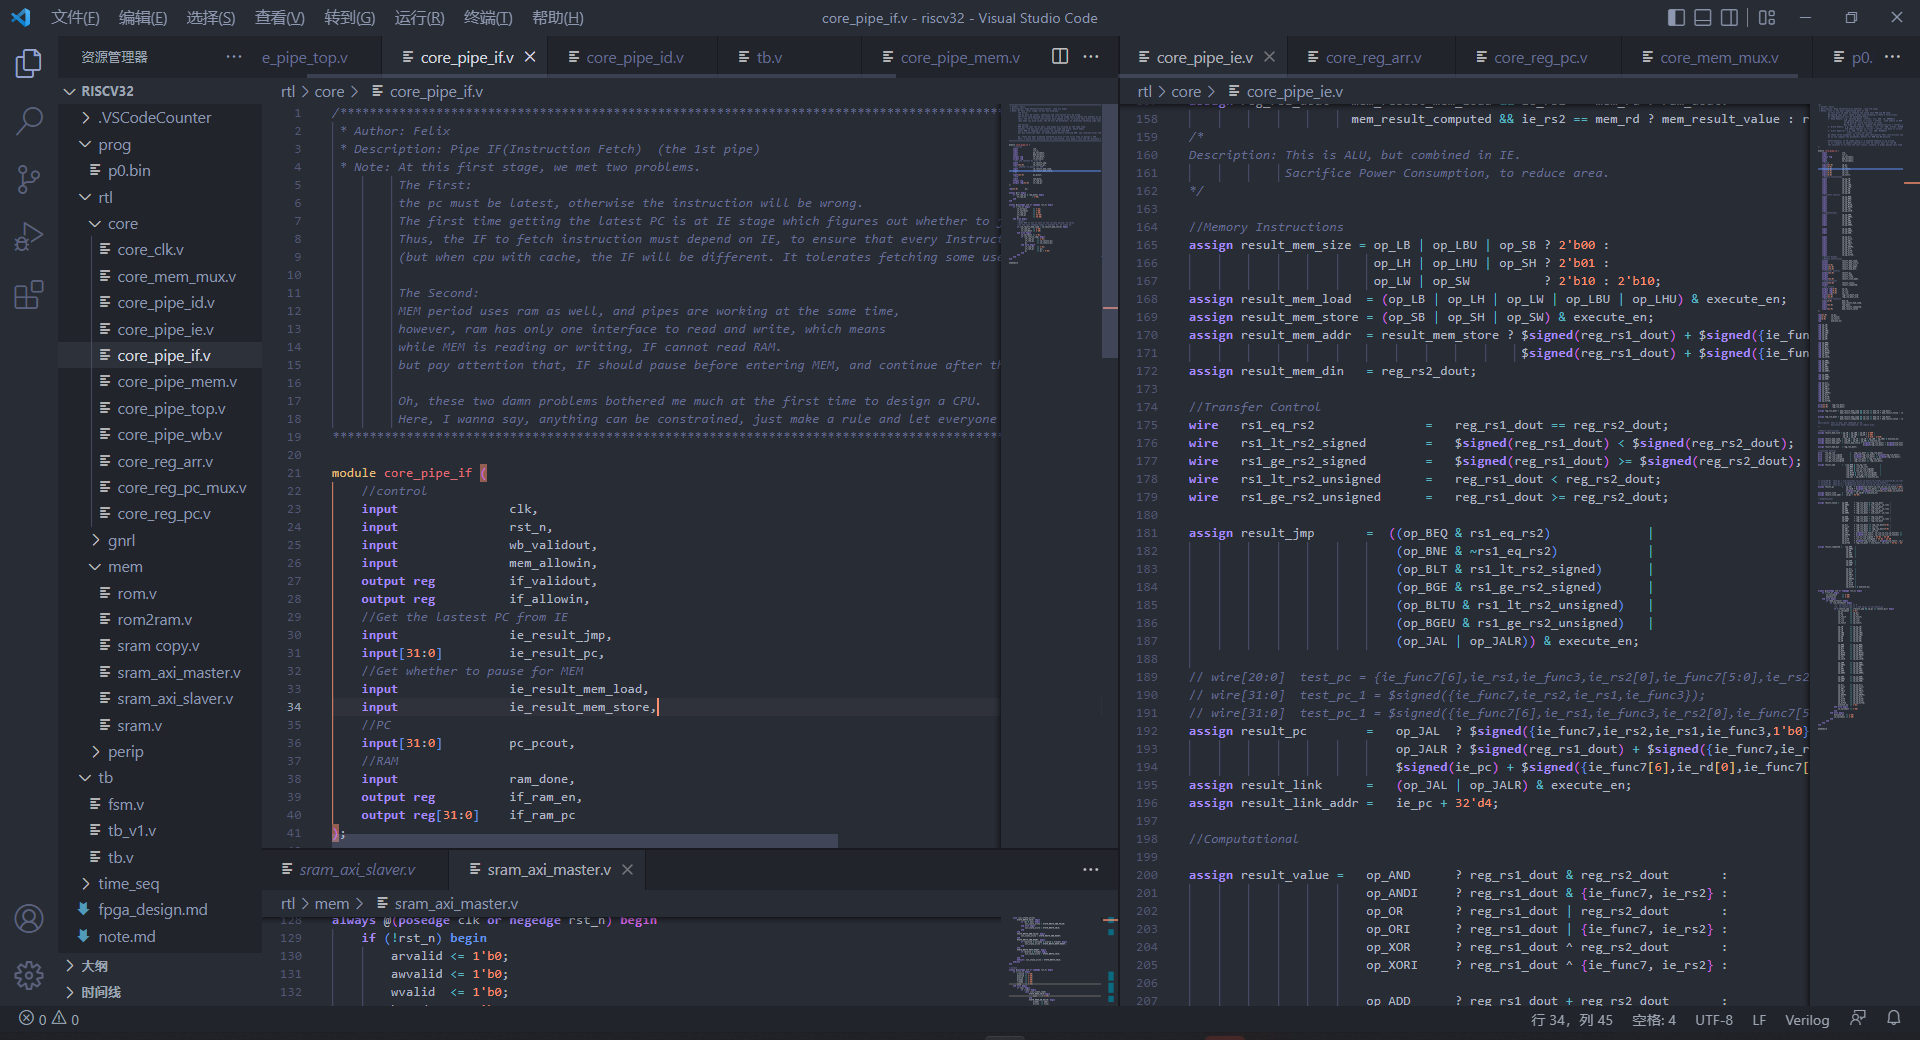 文件(F) 编辑(E) 选择(S) 查看(V) 转到(G) 运行(R) 终端(T) 帮助(H)
core_pipe_if.v - riscv32 - Visual Studio Code
资源管理器
RISCV32
.VSCodeCounter
prog
p0.bin
rtl
core
core_clk.v
core_mem_mux.v
core_pipe_id.v
core_pipe_ie.v
core_pipe_if.v
core_pipe_mem.v
core_pipe_top.v
core_pipe_wb.v
core_reg_arr.v
core_reg_pc_mux.v
core_reg_pc.v
gnrl
mem
rom.v
rom2ram.v
sram copy.v
sram_axi_master.v
sram_axi_slaver.v
sram.v
perip
tb
fsm.v
tb_v1.v
tb.v
time_seq
fpga_design.md
note.md
大纲
时间线
e_pipe_top.v core_pipe_if.v core_pipe_id.v tb.v core_pipe_mem.v
rtl > core > core_pipe_if.v
1 /******************************************************************************************
2 * Author: Felix
3 * Description: Pipe IF(Instruction Fetch)  (the 1st pipe)
4 * Note: At this first stage, we met two problems.
5 The First:
6 the pc must be latest, otherwise the instruction will be wrong.
7 The first time getting the latest PC is at IE stage which figures out whether to
8 Thus, the IF to fetch instruction must depend on IE, to ensure that every Instruc
9 (but when cpu with cache, the IF will be different. It tolerates fetching some use
10
11 The Second:
12 MEM period uses ram as well, and pipes are working at the same time,
13 however, ram has only one interface to read and write, which means
14 while MEM is reading or writing, IF cannot read RAM.
15 but pay attention that, IF should pause before entering MEM, and continue after th
16
17 Oh, these two damn problems bothered me much at the first time to design a CPU.
18 Here, I wanna say, anything can be constrained, just make a rule and let everyone
19 *******************************************************************************************
20
21 module core_pipe_if (
22 //control
23 input clk,
24 input rst_n,
25 input wb_validout,
26 input mem_allowin,
27 output reg if_validout,
28 output reg if_allowin,
29 //Get the lastest PC from IE
30 input ie_result_jmp,
31 input[31:0] ie_result_pc,
32 //Get whether to pause for MEM
33 input ie_result_mem_load,
34 input ie_result_mem_store,
35 //PC
36 input[31:0] pc_pcout,
37 //RAM
38 input ram_done,
39 output reg if_ram_en,
40 output reg[31:0] if_ram_pc
41 );
sram_axi_slaver.v sram_axi_master.v
rtl > mem > sram_axi_master.v
128 always @(posedge clk or negedge rst_n) begin
129 if (!rst_n) begin
130 arvalid <= 1'b0;
131 awvalid <= 1'b0;
132 wvalid <= 1'b0;
core_pipe_ie.v core_reg_arr.v core_reg_pc.v core_mem_mux.v p0.
rtl > core > core_pipe_ie.v
158 mem_result_computed && ie_rs2 == mem_rd ? mem_result_value : r
159 /*
160 Description: This is ALU, but combined in IE.
161 Sacrifice Power Consumption, to reduce area.
162 */
163
164 //Memory Instructions
165 assign result_mem_size = op_LB | op_LBU | op_SB ? 2'b00 :
166 op_LH | op_LHU | op_SH ? 2'b01 :
167 op_LW | op_SW ? 2'b10 : 2'b10;
168 assign result_mem_load = (op_LB | op_LH | op_LW | op_LBU | op_LHU) & execute_en;
169 assign result_mem_store = (op_SB | op_SH | op_SW) & execute_en;
170 assign result_mem_addr = result_mem_store ? $signed(reg_rs1_dout) + $signed({ie_fun
171 $signed(reg_rs1_dout) + $signed({ie_fun
172 assign result_mem_din = reg_rs2_dout;
173
174 //Transfer Control
175 wire rs1_eq_rs2 = reg_rs1_dout == reg_rs2_dout;
176 wire rs1_lt_rs2_signed = $signed(reg_rs1_dout) < $signed(reg_rs2_dout);
177 wire rs1_ge_rs2_signed = $signed(reg_rs1_dout) >= $signed(reg_rs2_dout);
178 wire rs1_lt_rs2_unsigned = reg_rs1_dout < reg_rs2_dout;
179 wire rs1_ge_rs2_unsigned = reg_rs1_dout >= reg_rs2_dout;
180
181 assign result_jmp = ((op_BEQ & rs1_eq_rs2) |
182 (op_BNE & ~rs1_eq_rs2) |
183 (op_BLT & rs1_lt_rs2_signed) |
184 (op_BGE & rs1_ge_rs2_signed) |
185 (op_BLTU & rs1_lt_rs2_unsigned) |
186 (op_BGEU & rs1_ge_rs2_unsigned) |
187 (op_JAL | op_JALR)) & execute_en;
188
189 // wire[20:0]  test_pc = {ie_func7[6],ie_rs1,ie_func3,ie_rs2[0],ie_func7[5:0],ie_rs2
190 // wire[31:0]  test_pc_1 = $signed({ie_func7,ie_rs2,ie_rs1,ie_func3});
191 // wire[31:0]  test_pc_1 = $signed({ie_func7[6],ie_rs1,ie_func3,ie_rs2[0],ie_func7[5
192 assign result_pc = op_JAL ? $signed({ie_func7,ie_rs2,ie_rs1,ie_func3,1'b0}
193 op_JALR ? $signed(reg_rs1_dout) + $signed({ie_func7,ie_r
194 $signed(ie_pc) + $signed({ie_func7[6],ie_rd[0],ie_func7[
195 assign result_link = (op_JAL | op_JALR) & execute_en;
196 assign result_link_addr = ie_pc + 32'd4;
197
198 //Computational
199
200 assign result_value = op_AND ? reg_rs1_dout & reg_rs2_dout :
201 op_ANDI ? reg_rs1_dout & {ie_func7, ie_rs2} :
202 op_OR ? reg_rs1_dout | reg_rs2_dout :
203 op_ORI ? reg_rs1_dout | {ie_func7, ie_rs2} :
204 op_XOR ? reg_rs1_dout ^ reg_rs2_dout :
205 op_XORI ? reg_rs1_dout ^ {ie_func7, ie_rs2} :
206
207 op_ADD ? reg_rs1_dout + reg_rs2_dout :
0 0
行 34，列 45 空格: 4 UTF-8 LF Verilog